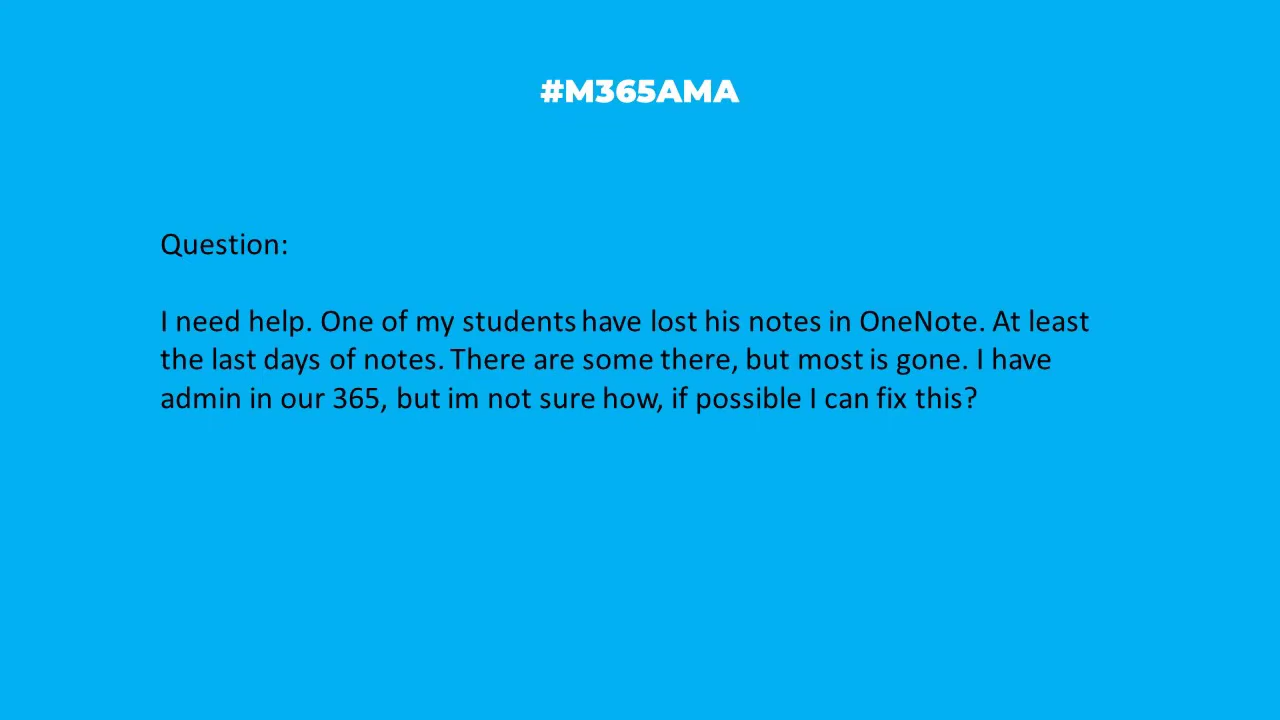 #M365AMA
Question:
I need help. One of my students have lost his notes in OneNote. At least
the last days of notes. There are some there, but most is gone. I have
admin in our 365, but im not sure how, if possible I can fix this?